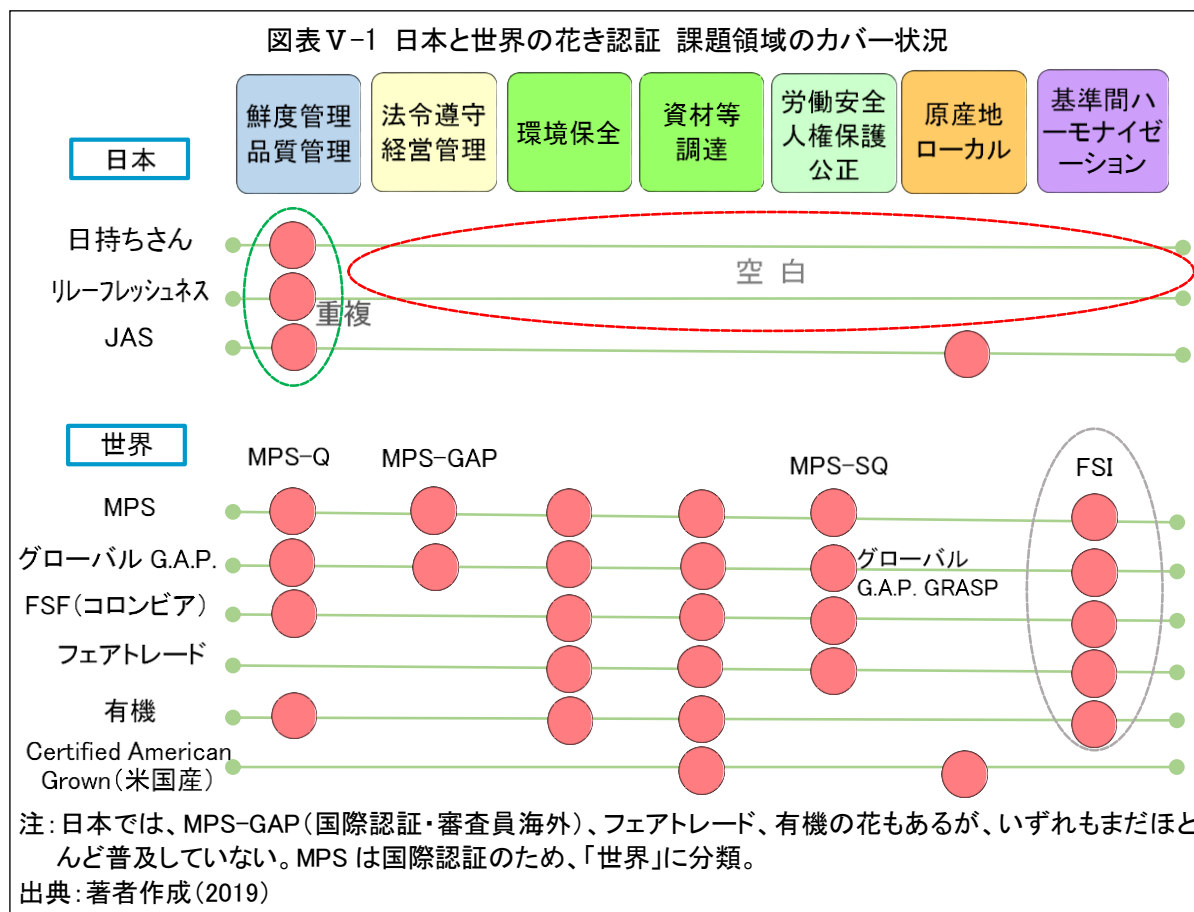 図表Ⅴ-1 日本と世界の花き認証 課題領域のカバー状況
鮮度管理
品質管理
法令遵守
経営管理
環境保全
資材等
調達
労働安全
人権保護
公正
原産地
ローカル
基準間ハ
ーモナイゼ
ーション
日本
日持ちさん
リレーフレッシュネス
JAS
重複
空 白
世界
MPS-Q
MPS-GAP
MPS-SQ
FSI
MPS
グローバル G.A.P.
グローバル
G.A.P. GRASP
FSF(コロンビア)
フェアトレード
有機
Certified American
Grown(米国産)
注:日本では、MPS-GAP(国際認証・審査員海外)、フェアトレード、有機の花もあるが、いずれもまだほと
んど普及していない。MPS は国際認証のため、「世界」に分類。
出典:著者作成(2019)